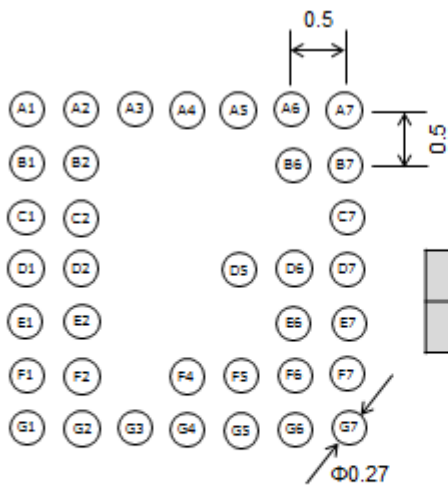 0.5
A1 A2 A3 A4 A5 A6 A7
0.5
B1 B2 B6 B7
C1 C2 C7
D1 D2 D5 D6 D7
E1 E2 E6 E7
F1 F2 F4 F5 F6 F7
G1 G2 G3 G4 G5 G6 G7
Φ0.27